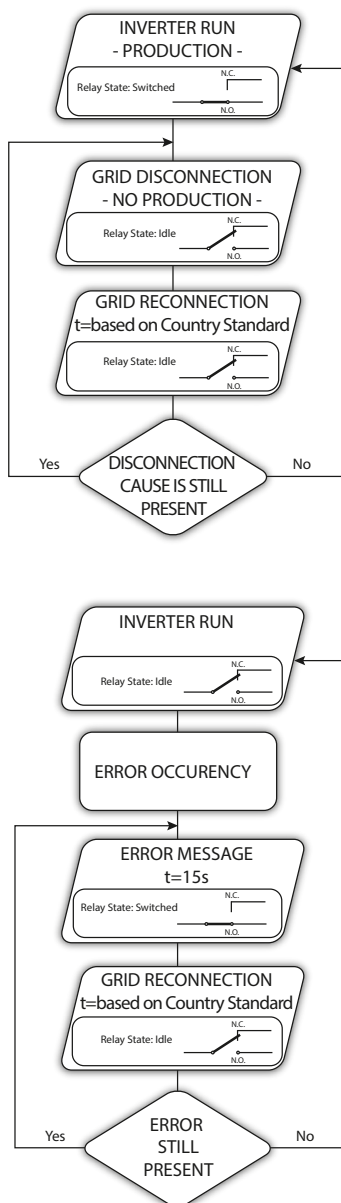 INVERTER RUN
- PRODUCTION -
N.C.
Relay State: Switched
N.O.
GRID DISCONNECTION
- NO PRODUCTION -
N.C.
Relay State: Idle
N.O.
GRID RECONNECTION
t=based on Country Standard
N.C.
Relay State: Idle
N.O.
Yes
No
DISCONNECTION
CAUSE IS STILL
PRESENT
INVERTER RUN
N.C.
Relay State: Idle
N.O.
ERROR OCCURENCY
ERROR MESSAGE
t=15s
N.C.
Relay State: Switched
N.O.
GRID RECONNECTION
t=based on Country Standard
N.C.
Relay State: Idle
N.O.
Yes
No
ERROR
STILL
PRESENT